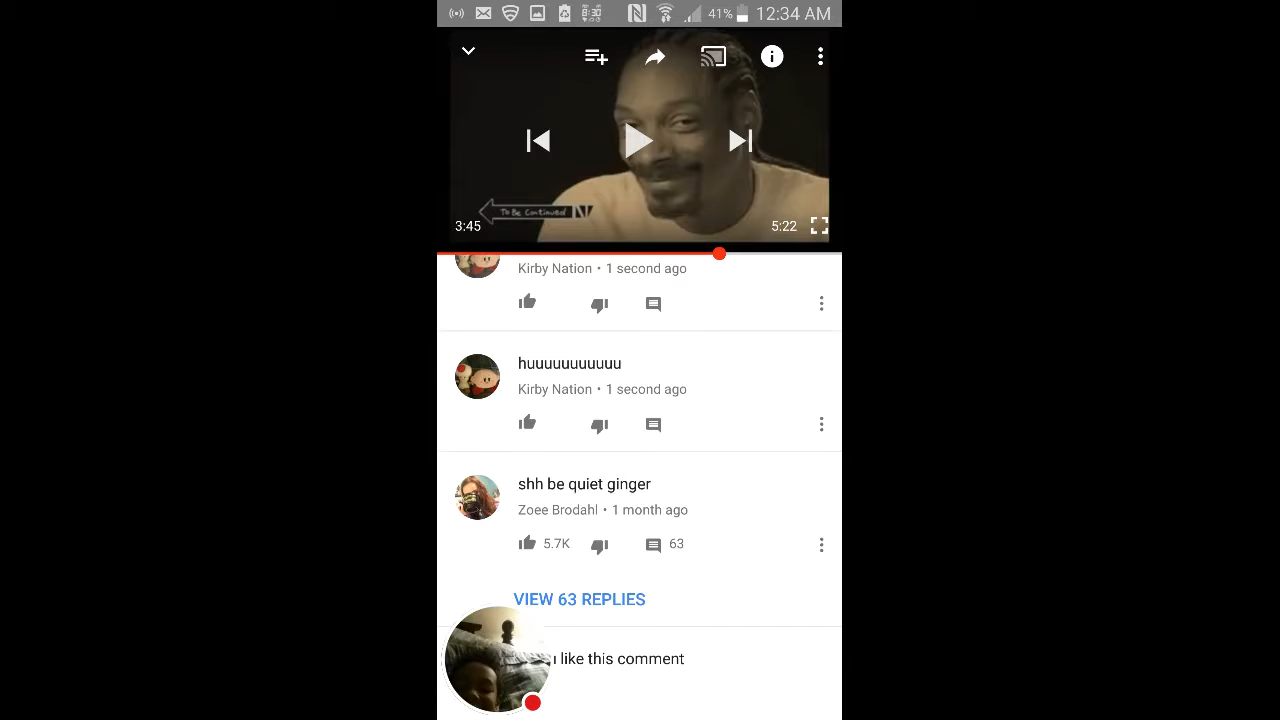 8:30
41%
12:34 AM
To Be Continued
3:45
5:22
Kirby Nation • 1 second ago
huuuuuuuuuuu
Kirby Nation • 1 second ago
shh be quiet ginger
Zoee Brodahl • 1 month ago
5.7K
63
VIEW 63 REPLIES
like this comment